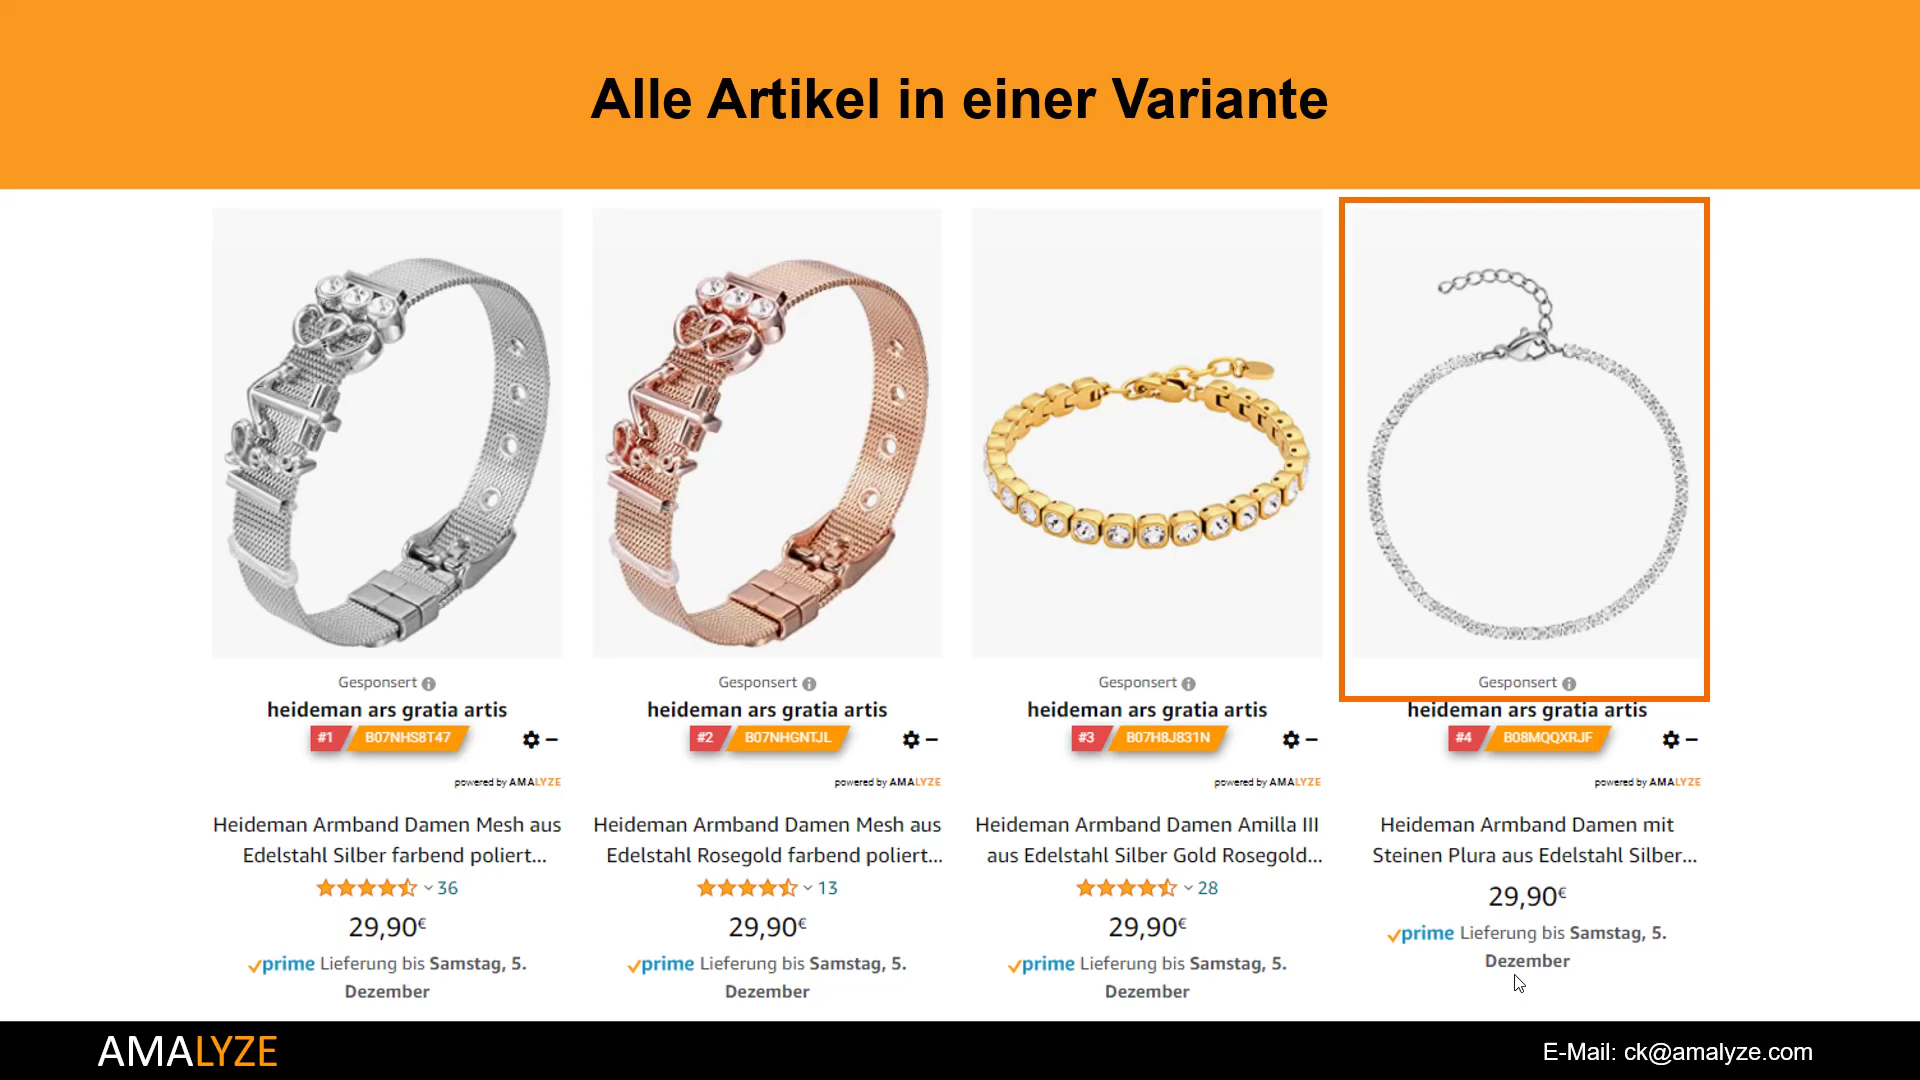 Alle Artikel in einer Variante
Gesponsert
heideman ars gratia artis
#1 B07NHS8T47
powered by AMALYZE
Heideman Armband Damen Mesh aus
Edelstahl Silber farbend poliert...
36
29,90€
prime Lieferung bis Samstag, 5.
Dezember
Gesponsert
heideman ars gratia artis
#2 B07NHGNTJL
powered by AMALYZE
Heideman Armband Damen Mesh aus
Edelstahl Rosegold farbend poliert...
13
29,90€
prime Lieferung bis Samstag, 5.
Dezember
Gesponsert
heideman ars gratia artis
#3 B07H8J831N
powered by AMALYZE
Heideman Armband Damen Amilla III
aus Edelstahl Silber Gold Rosegold...
28
29,90€
prime Lieferung bis Samstag, 5.
Dezember
Gesponsert
heideman ars gratia artis
#4 B08MQQXRJF
powered by AMALYZE
Heideman Armband Damen mit
Steinen Plura aus Edelstahl Silber...
29,90€
prime Lieferung bis Samstag, 5.
Dezember
AMALYZE
E-Mail: ck@amalyze.com